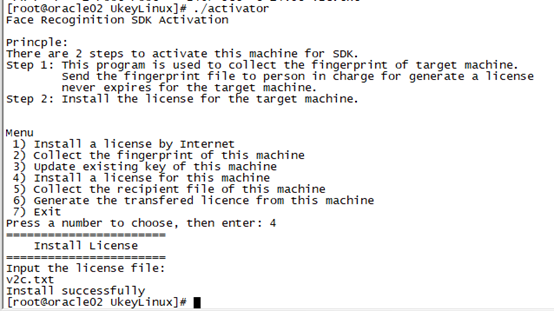 [root@oracle02 UkeyLinux]# ./activator
Face Recoginition SDK Activation
Princple:
There are 2 steps to activate this machine for SDK.
Step 1: This program is used to collect the fingerprint of target machine.
Send the fingerprint file to person in charge for generate a license
never expires for the target machine.
Step 2: Install the license for the target machine.
Menu
1) Install a license by Internet
2) Collect the fingerprint of this machine
3) Update existing key of this machine
4) Install a license for this machine
5) Collect the recipient file of this machine
6) Generate the transfered licence from this machine
7) Exit
Press a number to choose, then enter: 4
=======================
Install License
=======================
Input the license file:
v2c.txt
Install successfully
[root@oracle02 UkeyLinux]#